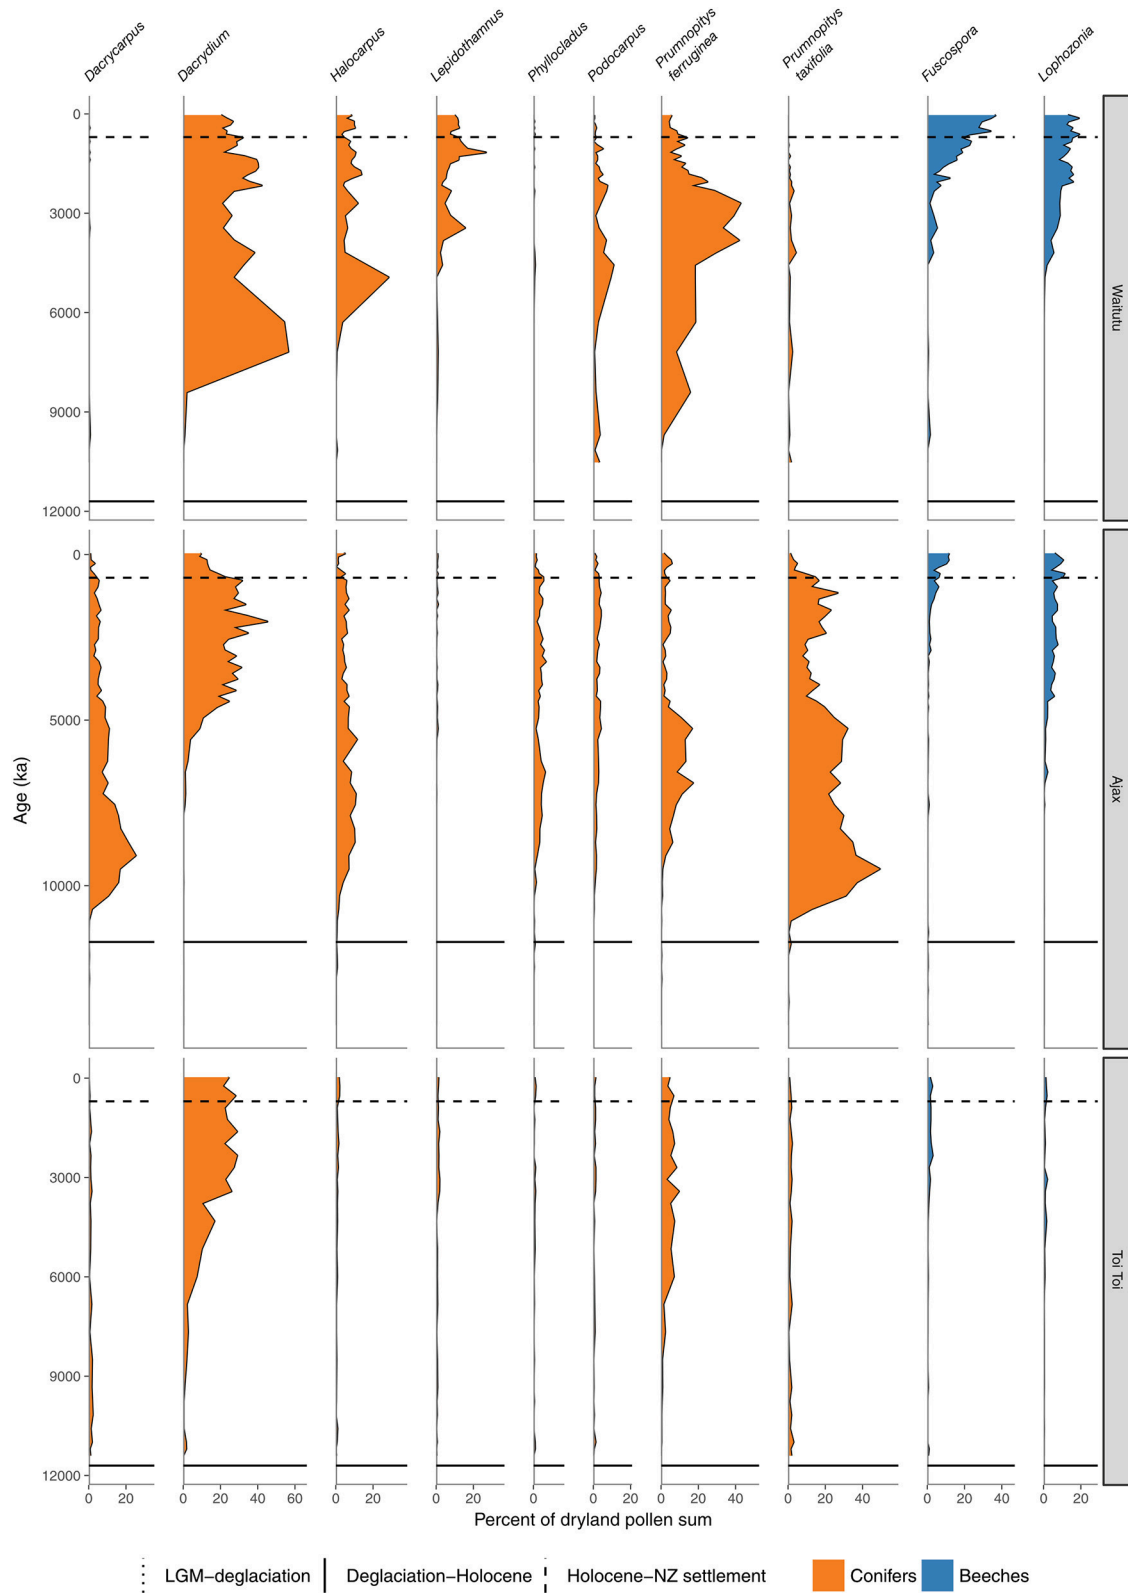 Dacrycarpus
Dacrydium
Halocarpus
Lepidothamnus
Phyllocladus
Podocarpus
Prumnopitys
ferruginea
Prumnopitys
taxifolia
Fuscospora
Lophozonia
0
3000
6000
9000
12000
Waitutu
0
5000
10000
Ajax
Age (ka)
0
3000
6000
9000
12000
Toi Toi
0 20 0 20 40 60 0 20 0 20 0 0 20 0 20 40 0 20 40 0 20 40 0 20
Percent of dryland pollen sum
LGM–deglaciation Deglaciation–Holocene Holocene–NZ settlement Conifers Beeches